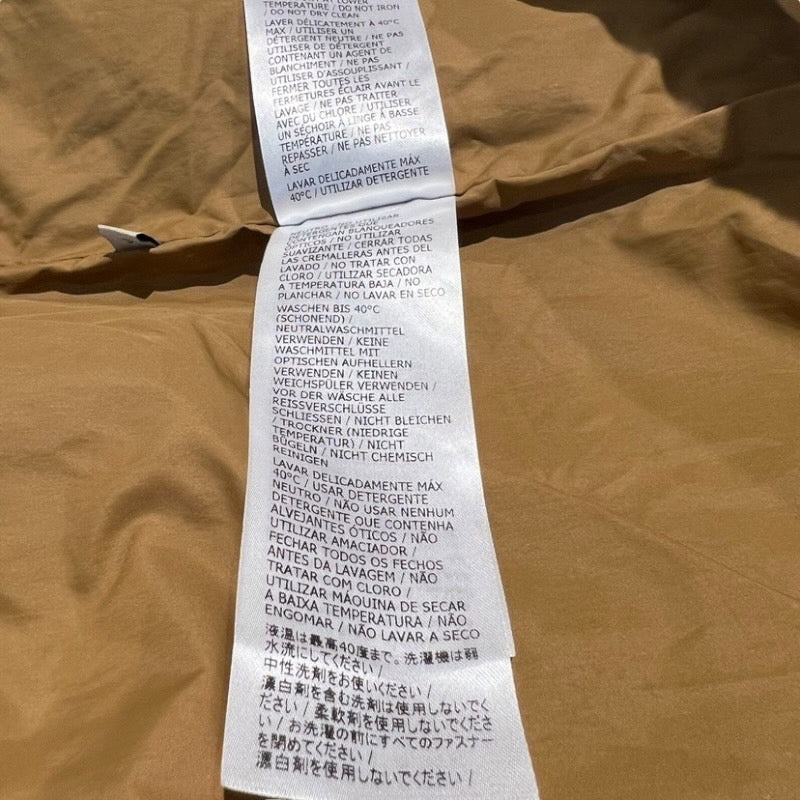 TEMPERATURE / DO NOT IRON
/ DO NOT DRY CLEAN
LAVER DÉLICATEMENT À 40°C
MAX / UTILISER UN
DÉTERGENT NEUTRE / NE PAS
UTILISER DE DÉTERGENT
CONTENANT UN AGENT DE
BLANCHIMENT / NE PAS
UTILISER D'ASSOUPLISSANT /
FERMER TOUTES LES
FERMETURES ÉCLAIR AVANT LE
LAVAGE / NE PAS TRAITER
AVEC DU CHLORE / UTILISER
UN SÉCHOIR À LINGE À BASSE
TEMPÉRATURE / NE PAS
REPASSER / NE PAS NETTOYER
À SEC
LAVAR DELICADAMENTE MÁX
40°C / UTILIZAR DETERGENTE
CONTENGAN BLANQUEADORES
ÓPTICOS / NO UTILIZAR
SUAVIZANTE / CERRAR TODAS
LAS CREMALLERAS ANTES DEL
LAVADO / NO TRATAR CON
CLORO / UTILIZAR SECADORA
A TEMPERATURA BAJA / NO
PLANCHAR / NO LAVAR EN SECO
WASCHEN BIS 40°C
(SCHONEND) /
NEUTRALWASCHMITTEL
VERWENDEN / KEINE
WASCHMITTEL MIT
OPTISCHEN AUFHELLERN
VERWENDEN / KEINEN
WEICHSPÜLER VERWENDEN /
VOR DER WÄSCHE ALLE
REISSVERSCHLÜSSE
SCHLIESSEN / NICHT BLEICHEN
/ TROCKNER (NIEDRIGE
TEMPERATUR) / NICHT
BÜGELN / NICHT CHEMISCH
REINIGEN
LAVAR DELICADAMENTE MÁX
40°C / USAR DETERGENTE
NEUTRO / NÃO USAR NENHUM
DETERGENTE QUE CONTENHA
ALVEJANTES ÓTICOS / NÃO
UTILIZAR AMACIADOR /
FECHAR TODOS OS FECHOS
ANTES DA LAVAGEM / NÃO
TRATAR COM CLORO /
UTILIZAR MÁQUINA DE SECAR
A BAIXA TEMPERATURA / NÃO
ENGOMAR / NÃO LAVAR A SECO
液温は最高40度まで。洗濯機は弱
水流にしてください /
中性洗剤をお使いください /
漂白剤を含む洗剤は使用しないでく
ださい / 柔軟剤を使用しないでくださ
い / お洗濯の前にすべてのファスナー
を閉めてください /
漂白剤を使用しないでください /